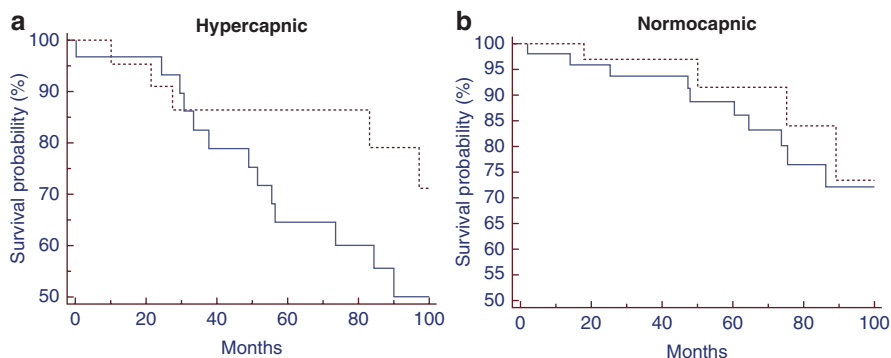 a
Hypercapnic
100
90
80
70
60
50
Survival probability (%)
0 20 40 60 80 100
Months
b
Normocapnic
100
95
90
85
80
75
70
65
60
55
50
Survival probability (%)
0 20 40 60 80 100
Months